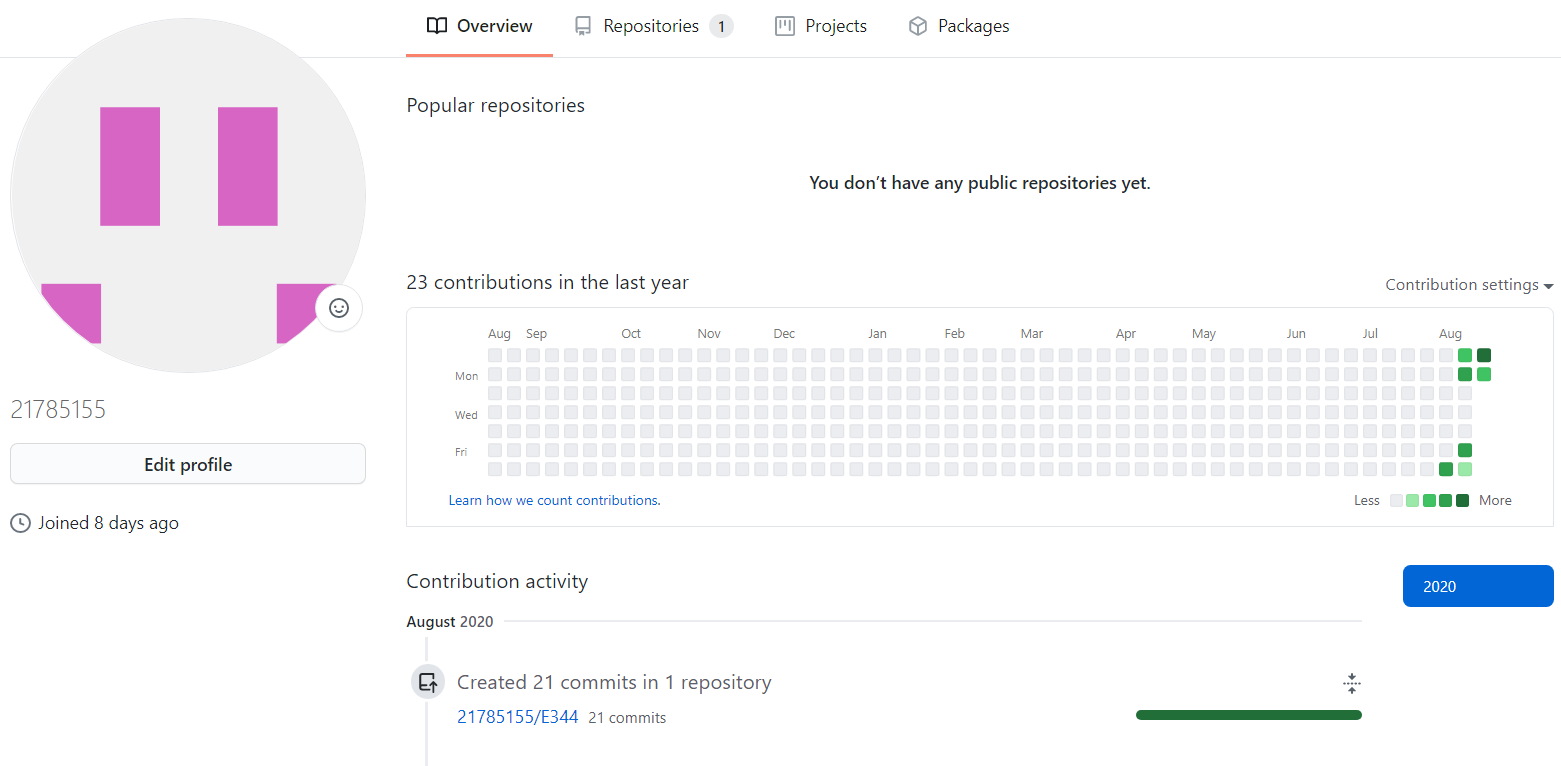 Overview Repositories 1 Projects Packages
Popular repositories
You don’t have any public repositories yet.
23 contributions in the last year
Contribution settings
Aug Sep Oct Nov Dec Jan Feb Mar Apr May Jun Jul Aug
Mon
Wed
Fri
Learn how we count contributions.
Less More
21785155
Edit profile
Joined 8 days ago
Contribution activity
2020
August 2020
Created 21 commits in 1 repository
21785155/E344 21 commits